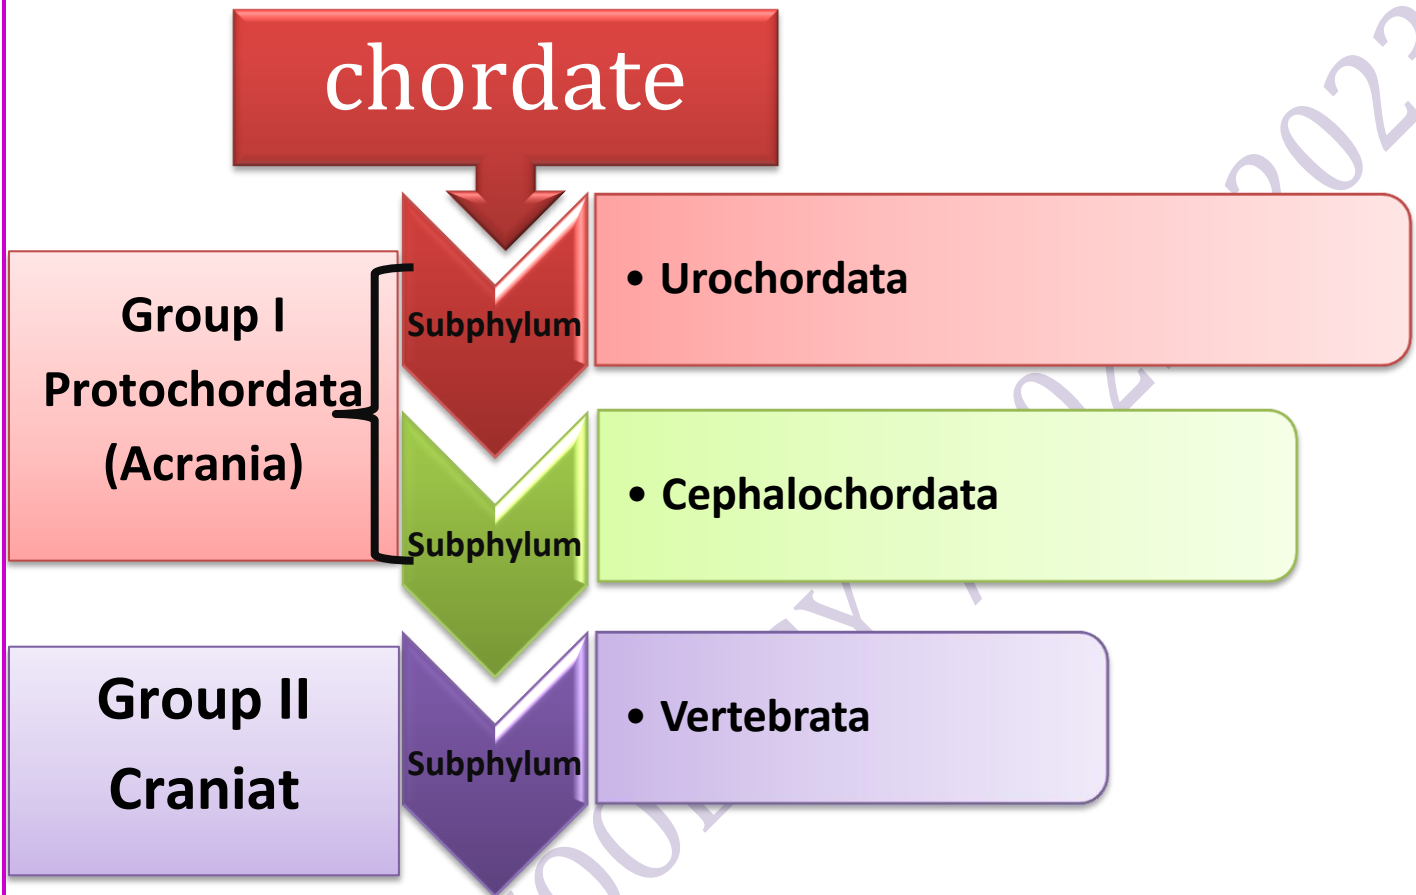 chordate
Group I
Protochordata
(Acrania)
Subphylum
• Urochordata
Subphylum
• Cephalochordata
Group II
Craniat
Subphylum
• Vertebrata